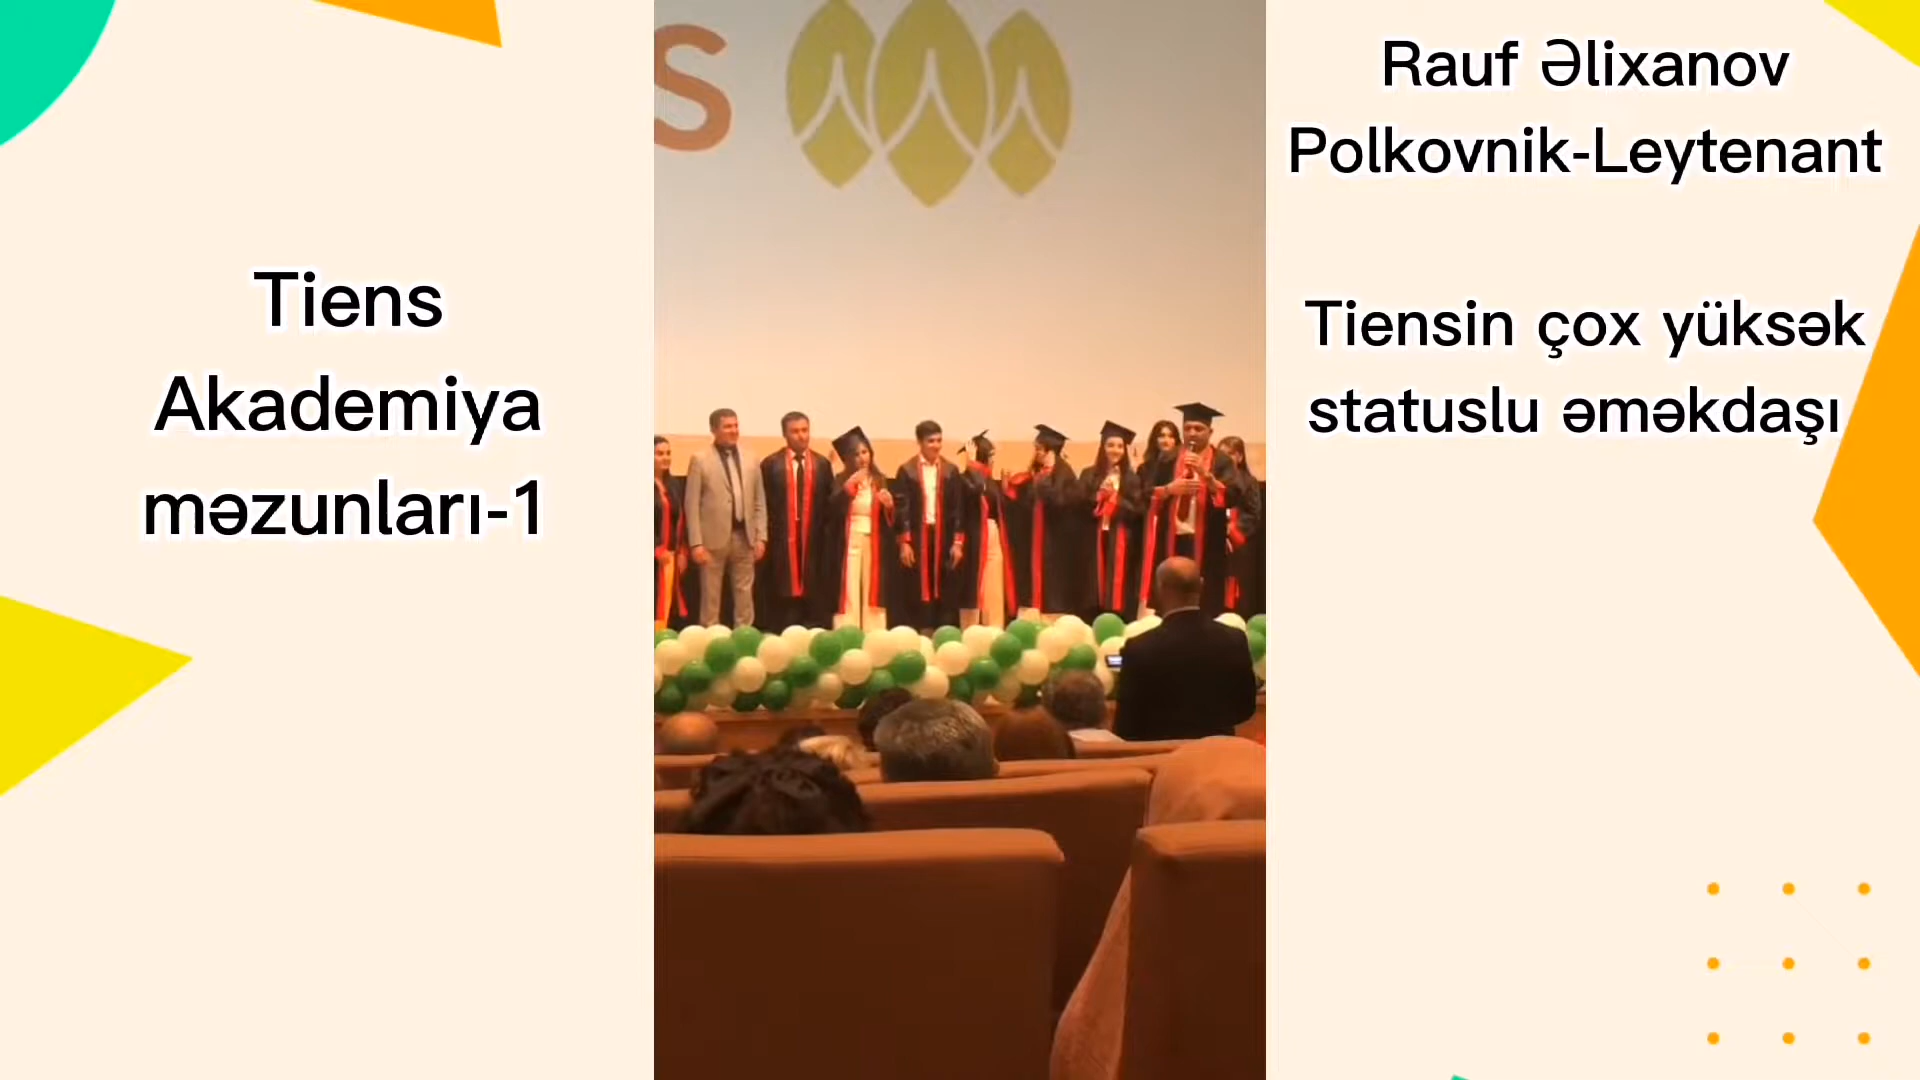 Tiens
Akademiya
məzunları-1
S
Rauf Əlixanov
Polkovnik-Leytenant
Tiensin çox yüksək
statuslu əməkdaşı